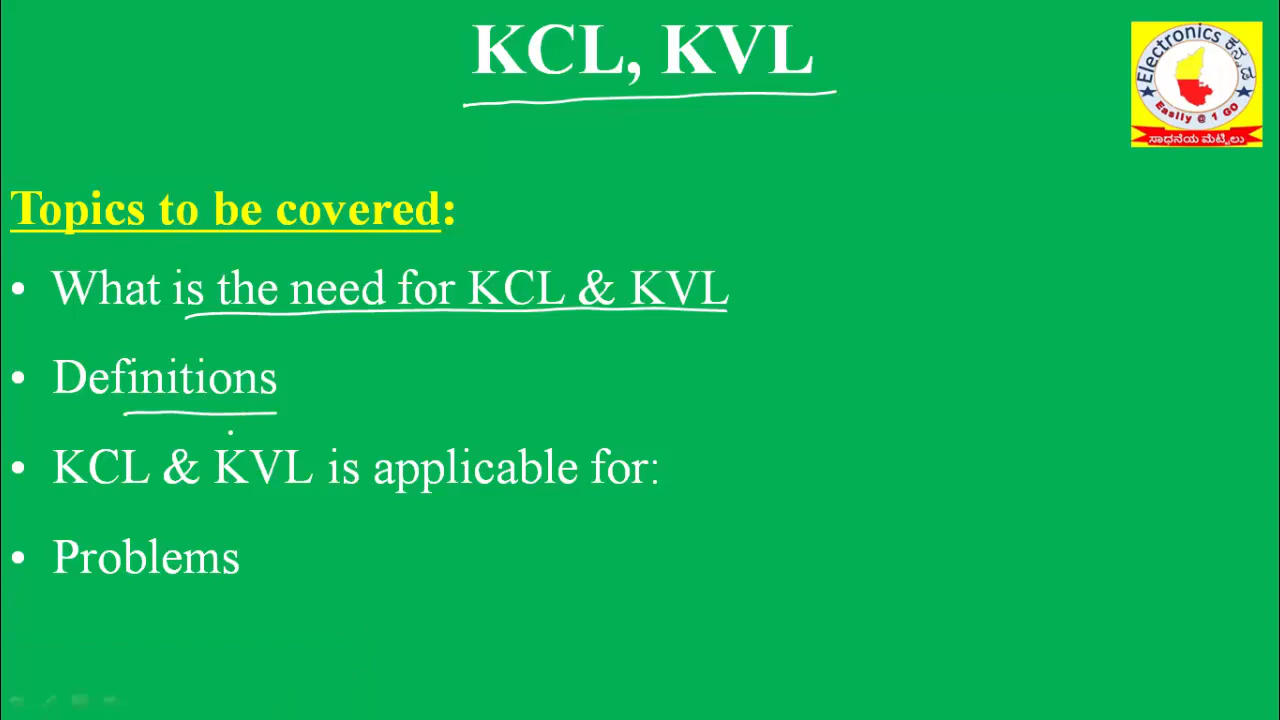 KCL, KVL
Electronics ಕನ್ನಡ
Easily @ 1 GO
ಸಾಧನೆಯ ಮೆಟ್ಟಿಲು
Topics to be covered:
• What is the need for KCL & KVL
• Definitions
• KCL & KVL is applicable for:
• Problems